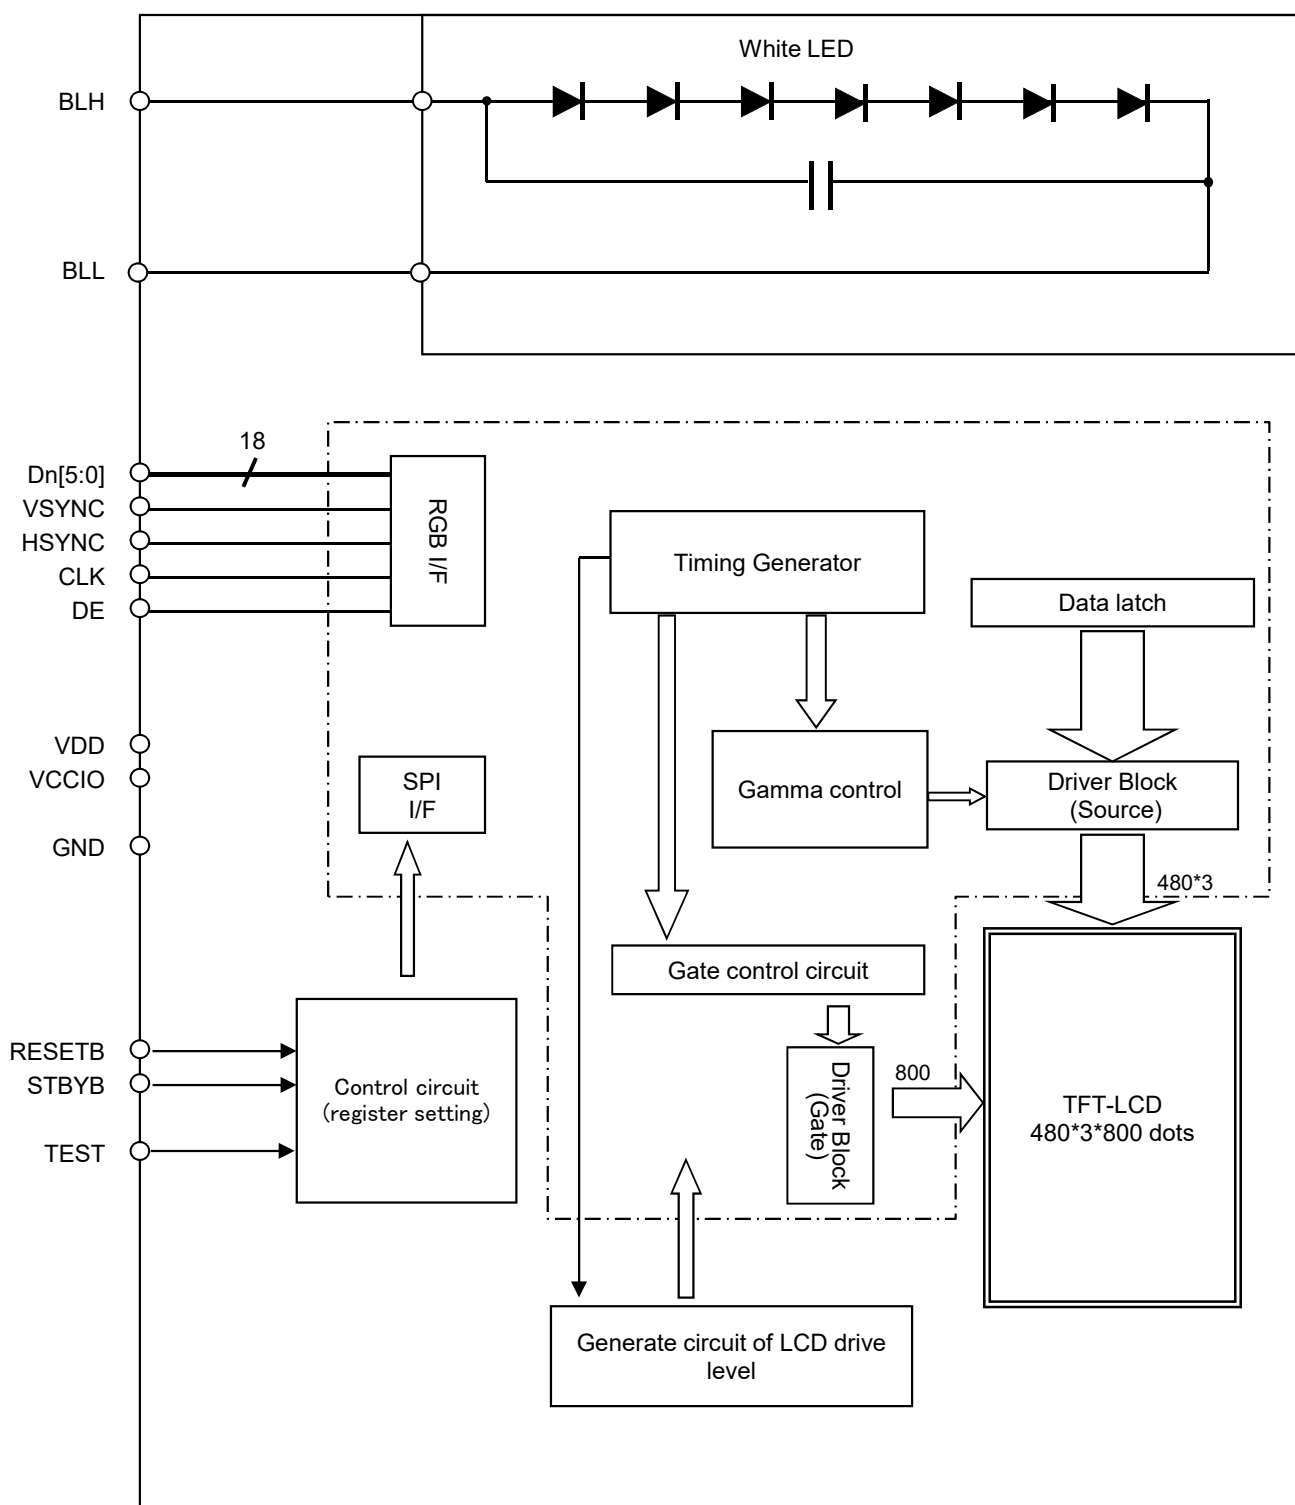 White LED
BLH
BLL
18
Dn[5:0]
VSYNC
HSYNC
CLK
DE
RGB I/F
Timing Generator
Data latch
VDD
VCCIO
GND
SPI
I/F
Gamma control
Driver Block
(Source)
480*3
Gate control circuit
RESETB
STBYB
TEST
Control circuit
(register setting)
Driver Block
(Gate)
800
TFT-LCD
480*3*800 dots
Generate circuit of LCD drive
level